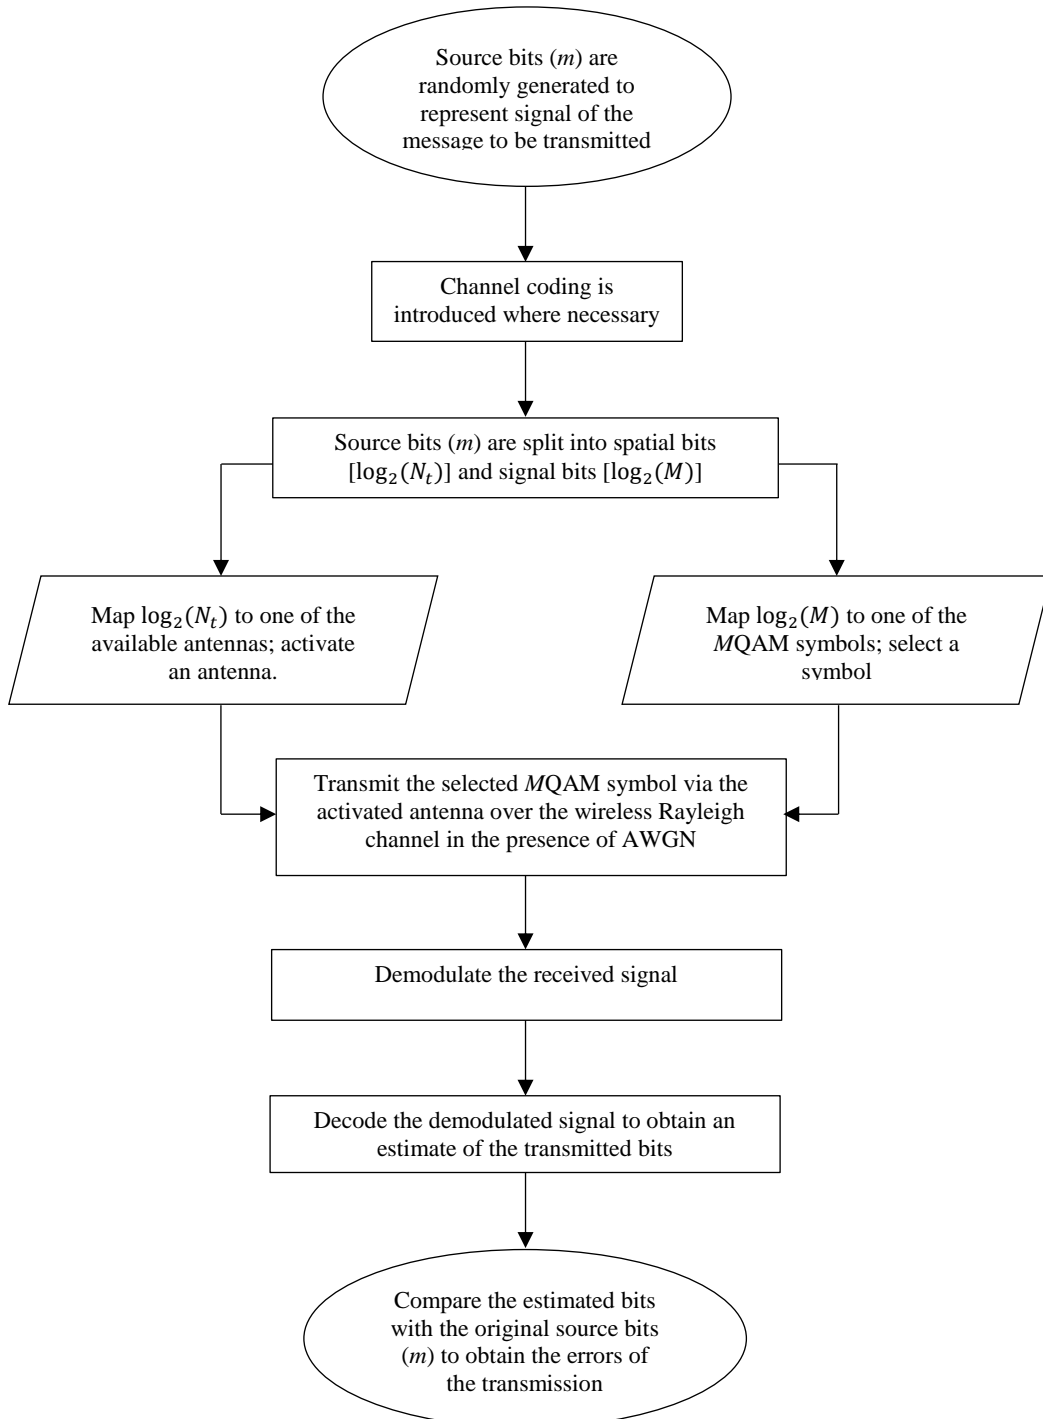 Source bits (m) are
randomly generated to
represent signal of the
message to be transmitted
Channel coding is
introduced where necessary
Source bits (m) are split into spatial bits
[log₂(Nₜ)] and signal bits [log₂(M)]
Map log₂(Nₜ) to one of the
available antennas; activate
an antenna.
Map log₂(M) to one of the
MQAM symbols; select a
symbol
Transmit the selected MQAM symbol via the
activated antenna over the wireless Rayleigh
channel in the presence of AWGN
Demodulate the received signal
Decode the demodulated signal to obtain an
estimate of the transmitted bits
Compare the estimated bits
with the original source bits
(m) to obtain the errors of
the transmission